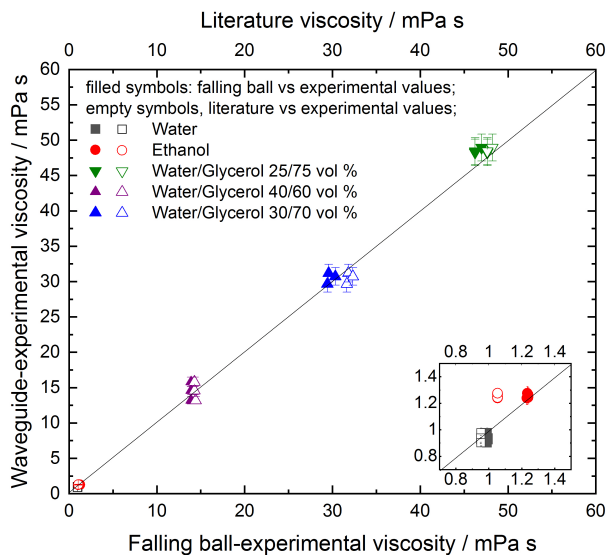 Literature viscosity / mPa s
0 10 20 30 40 50 60
Waveguide-experimental viscosity / mPa s
60
55
50
45
40
35
30
25
20
15
10
5
0
filled symbols: falling ball vs experimental values;
empty symbols, literature vs experimental values;
Water
Ethanol
Water/Glycerol 25/75 vol %
Water/Glycerol 40/60 vol %
Water/Glycerol 30/70 vol %
0.8 1 1.2 1.4
1.4
1.2
1
0.8
0.8 1 1.2 1.4
0 10 20 30 40 50 60
Falling ball-experimental viscosity / mPa s